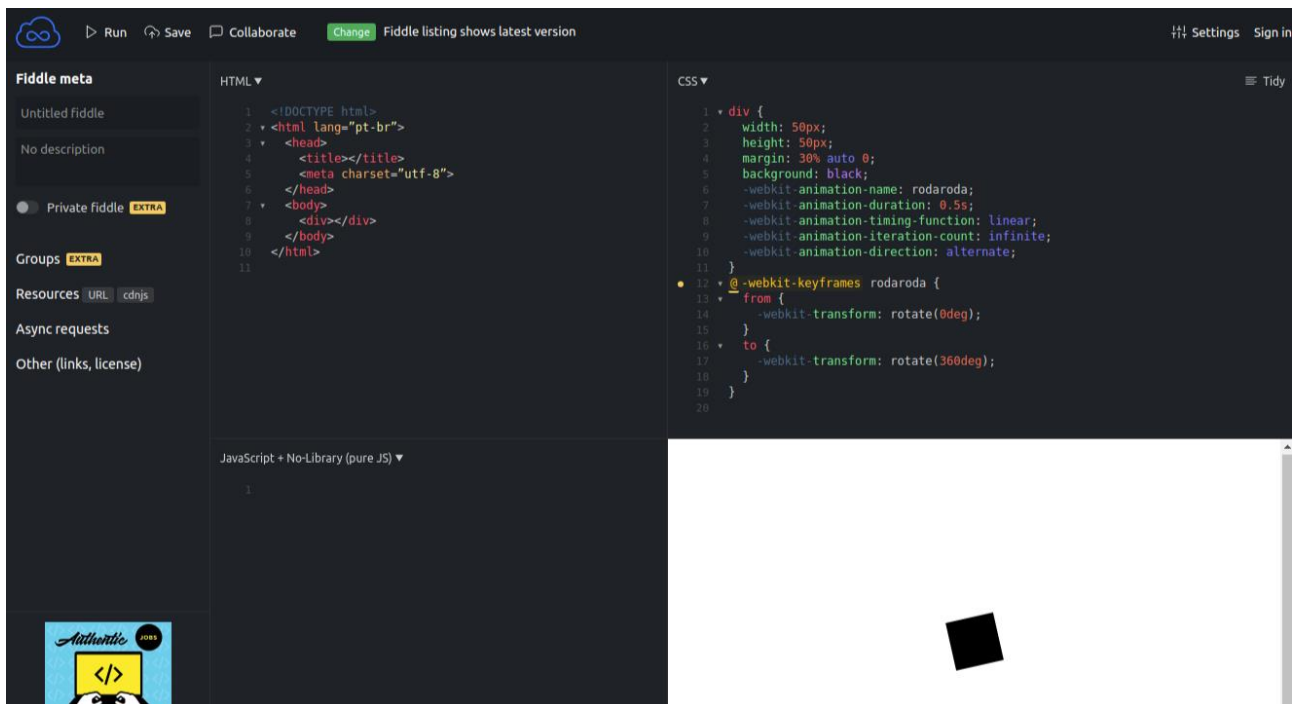 Run Save Collaborate Change Fiddle listing shows latest version Settings Sign in
Fiddle meta
Untitled fiddle
No description
Private fiddle EXTRA
Groups EXTRA
Resources URL cdnjs
Async requests
Other (links, license)
Authentic JOBS
</>
HTML ▼
1 <!DOCTYPE html>
2 ▾ <html lang=”pt-br”>
3 ▾ <head>
4 <title></title>
5 <meta charset=”utf-8”>
6 </head>
7 ▾ <body>
8 <div></div>
9 </body>
10 </html>
11
CSS ▼ Tidy
1 ▾ div {
2 width: 50px;
3 height: 50px;
4 margin: 30% auto 0;
5 background: black;
6 -webkit-animation-name: rodaroda;
7 -webkit-animation-duration: 0.5s;
8 -webkit-animation-timing-function: linear;
9 -webkit-animation-iteration-count: infinite;
10 -webkit-animation-direction: alternate;
11 }
12 ▾ @-webkit-keyframes rodaroda {
13 ▾ from {
14 -webkit-transform: rotate(0deg);
15 }
16 ▾ to {
17 -webkit-transform: rotate(360deg);
18 }
19 }
20
JavaScript + No-Library (pure JS) ▼
1